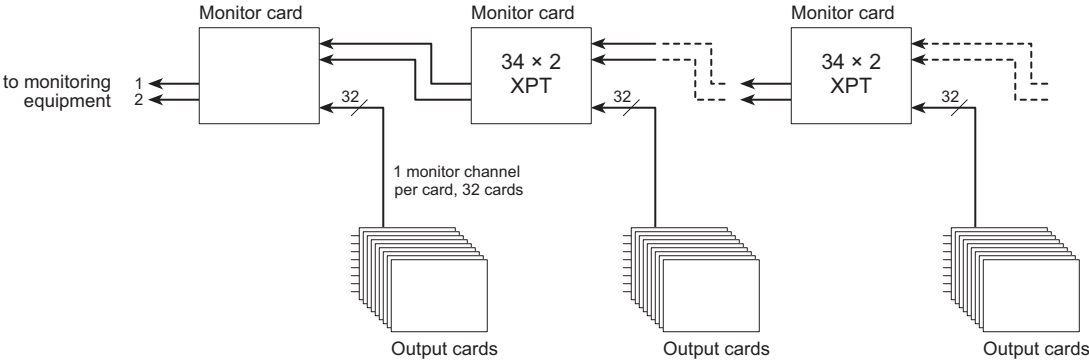 Monitor card
Monitor card
Monitor card
34 × 2
XPT
34 × 2
XPT
to monitoring
equipment
1
2
32
32
32
1 monitor channel
per card, 32 cards
Output cards
Output cards
Output cards